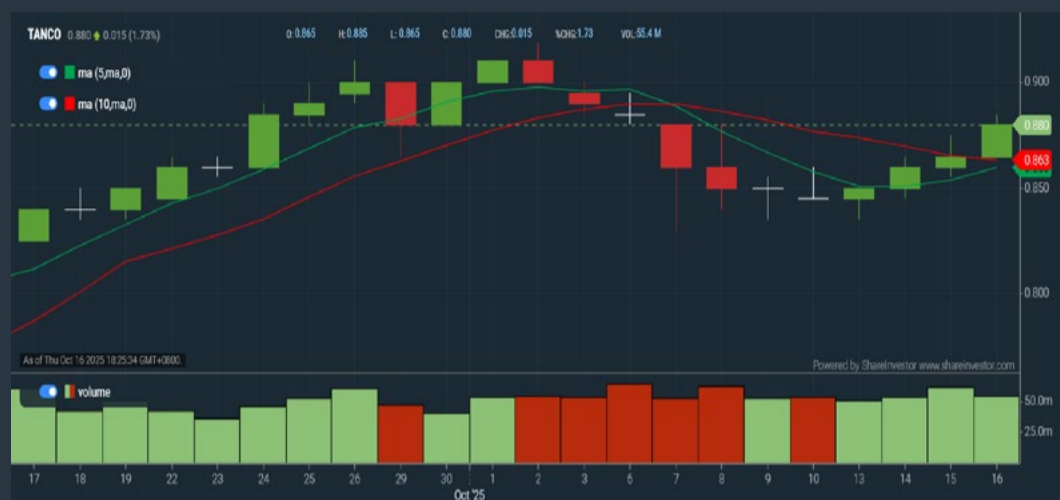 TANCO 0.880 0.015 (1.73%) O: 0.865 H: 0.885 L: 0.865 C: 0.880 CHG:0.015 %CHG:1.73 VOL:55.4 M
ma (5,ma,0)
ma (10,ma,0)
0.900
0.880
0.863
0.850
0.800
As of Thu Oct 16 2025 18:25:34 GMT+0800.
Powered by ShareInvestor www.shareinvestor.com
volume
50.0m
25.0m
17 18 19 22 23 24 25 26 29 30 1 2 3 6 7 8 9 10 13 14 15 16
Oct '25